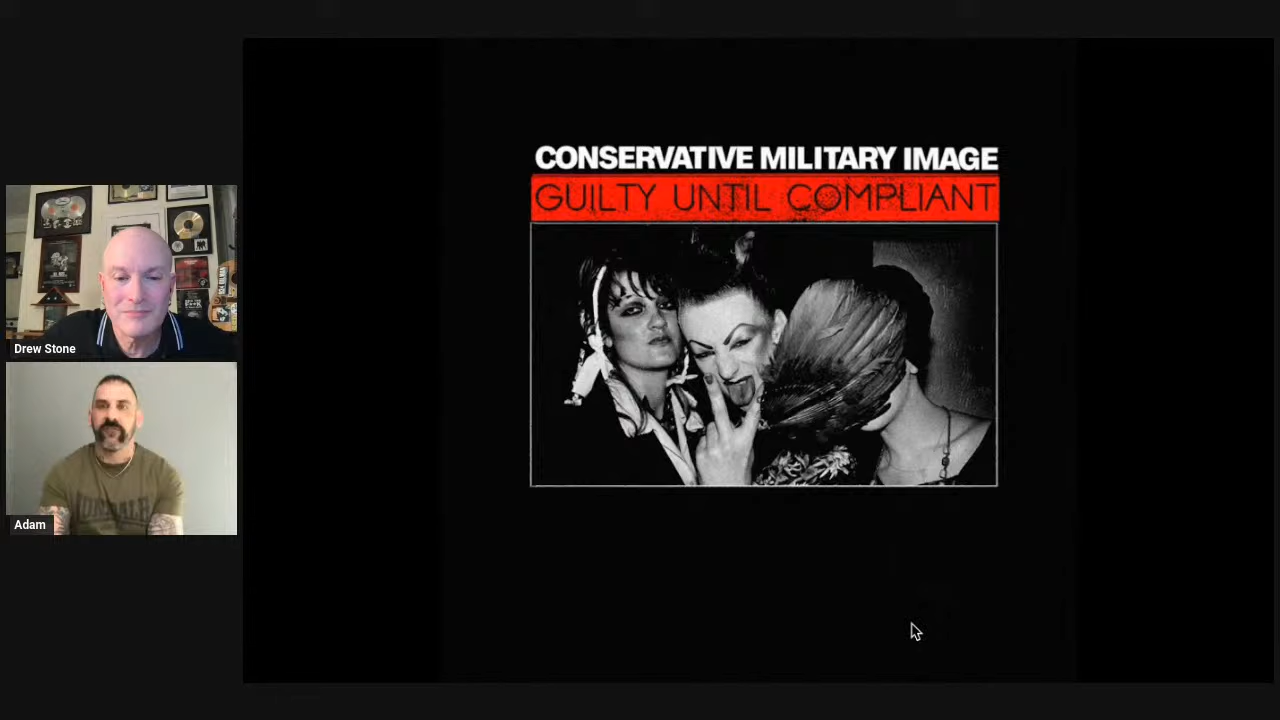 CONSERVATIVE MILITARY IMAGE
GUILTY UNTIL COMPLIANT
Drew Stone
Adam